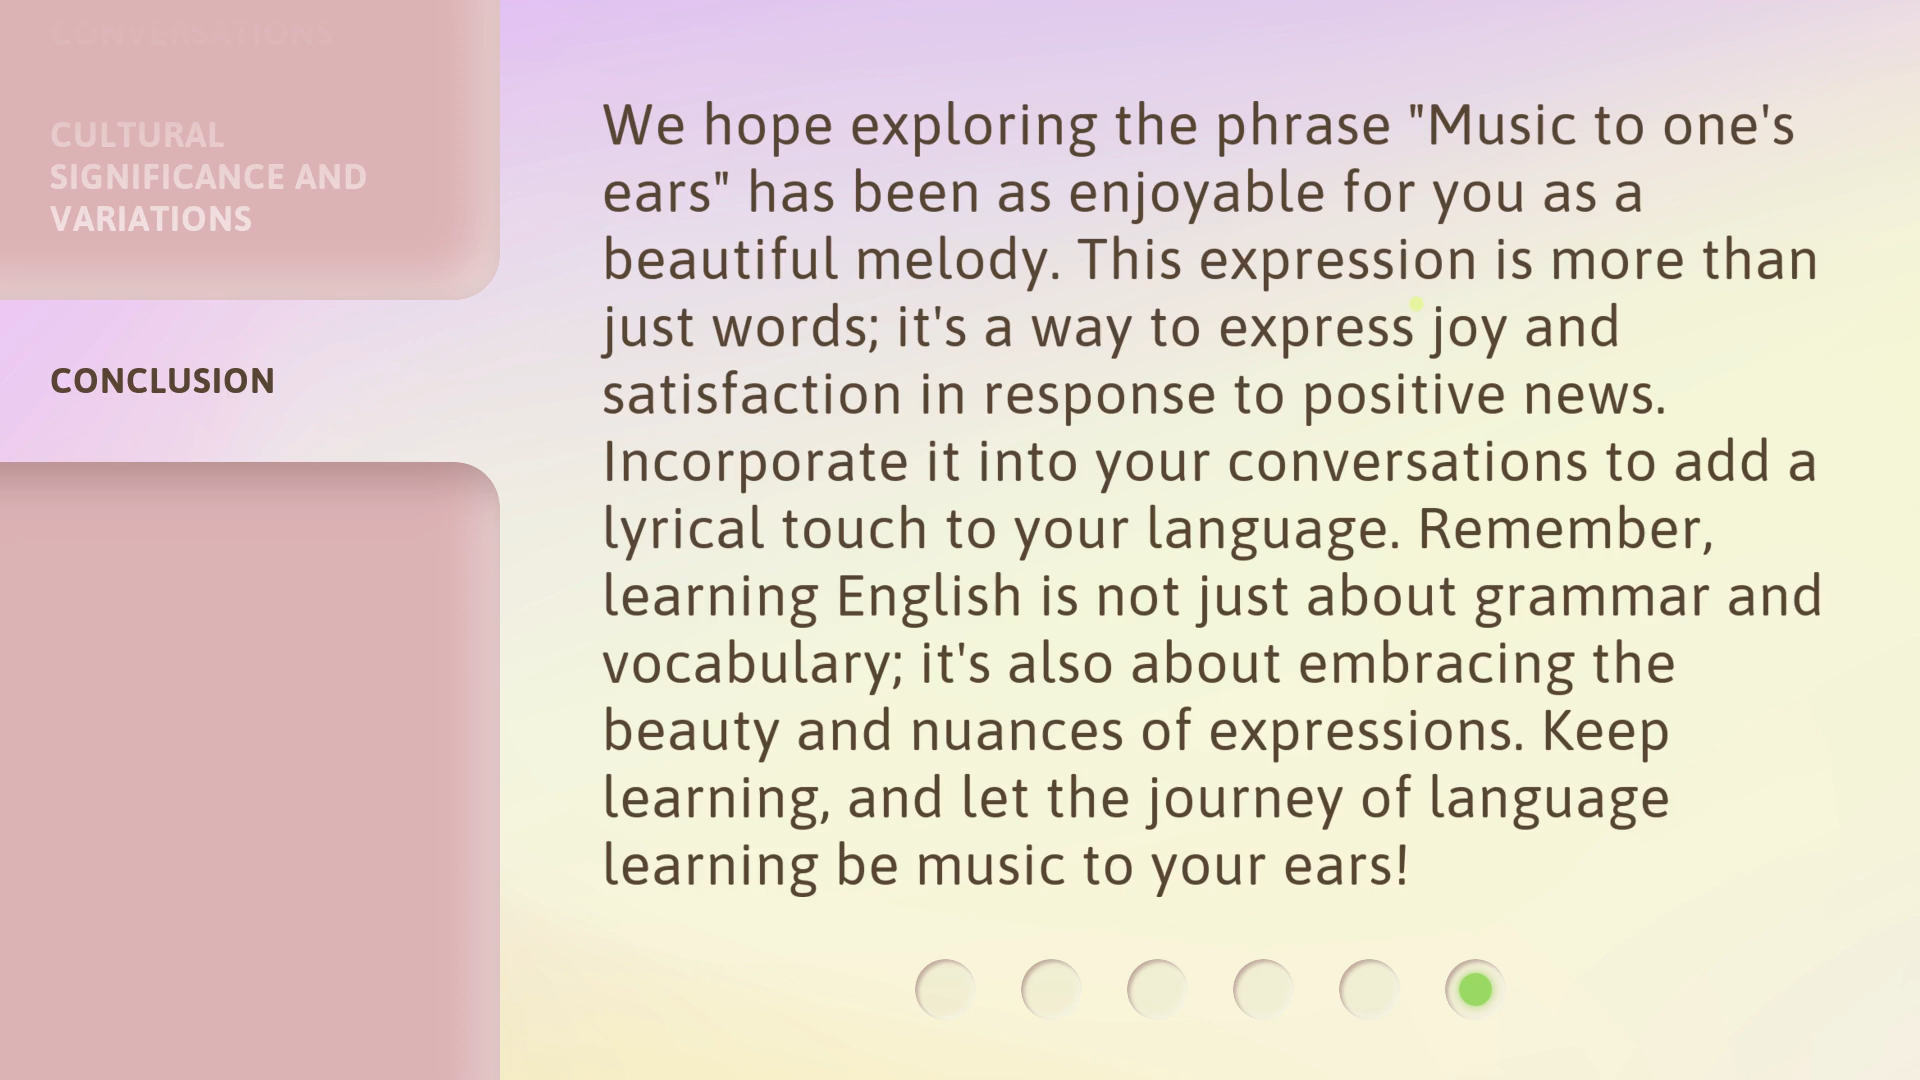 CONVERSATIONS
CULTURAL
SIGNIFICANCE AND
VARIATIONS
CONCLUSION
We hope exploring the phrase "Music to one's
ears" has been as enjoyable for you as a
beautiful melody. This expression is more than
just words; it's a way to express joy and
satisfaction in response to positive news.
Incorporate it into your conversations to add a
lyrical touch to your language. Remember,
learning English is not just about grammar and
vocabulary; it's also about embracing the
beauty and nuances of expressions. Keep
learning, and let the journey of language
learning be music to your ears!